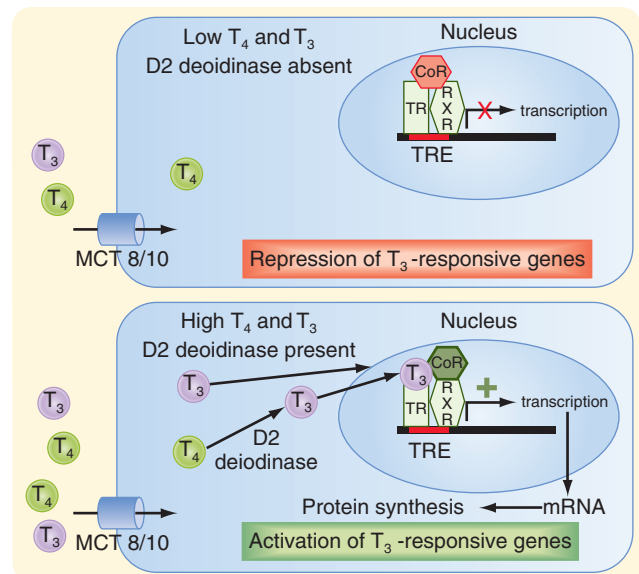 Low T₄ and T₃
D2 deoidinase absent
Nucleus
CoR
TR
RXR
transcription
TRE
T₃
T₄
T₄
MCT 8/10
Repression of T₃-responsive genes
High T₄ and T₃
D2 deoidinase present
Nucleus
T₃
T₃
T₄
D2
deiodinase
T₃
CoR
TR
RXR
+
transcription
TRE
T₃
T₄
T₄
T₃
MCT 8/10
Protein synthesis
mRNA
Activation of T₃-responsive genes